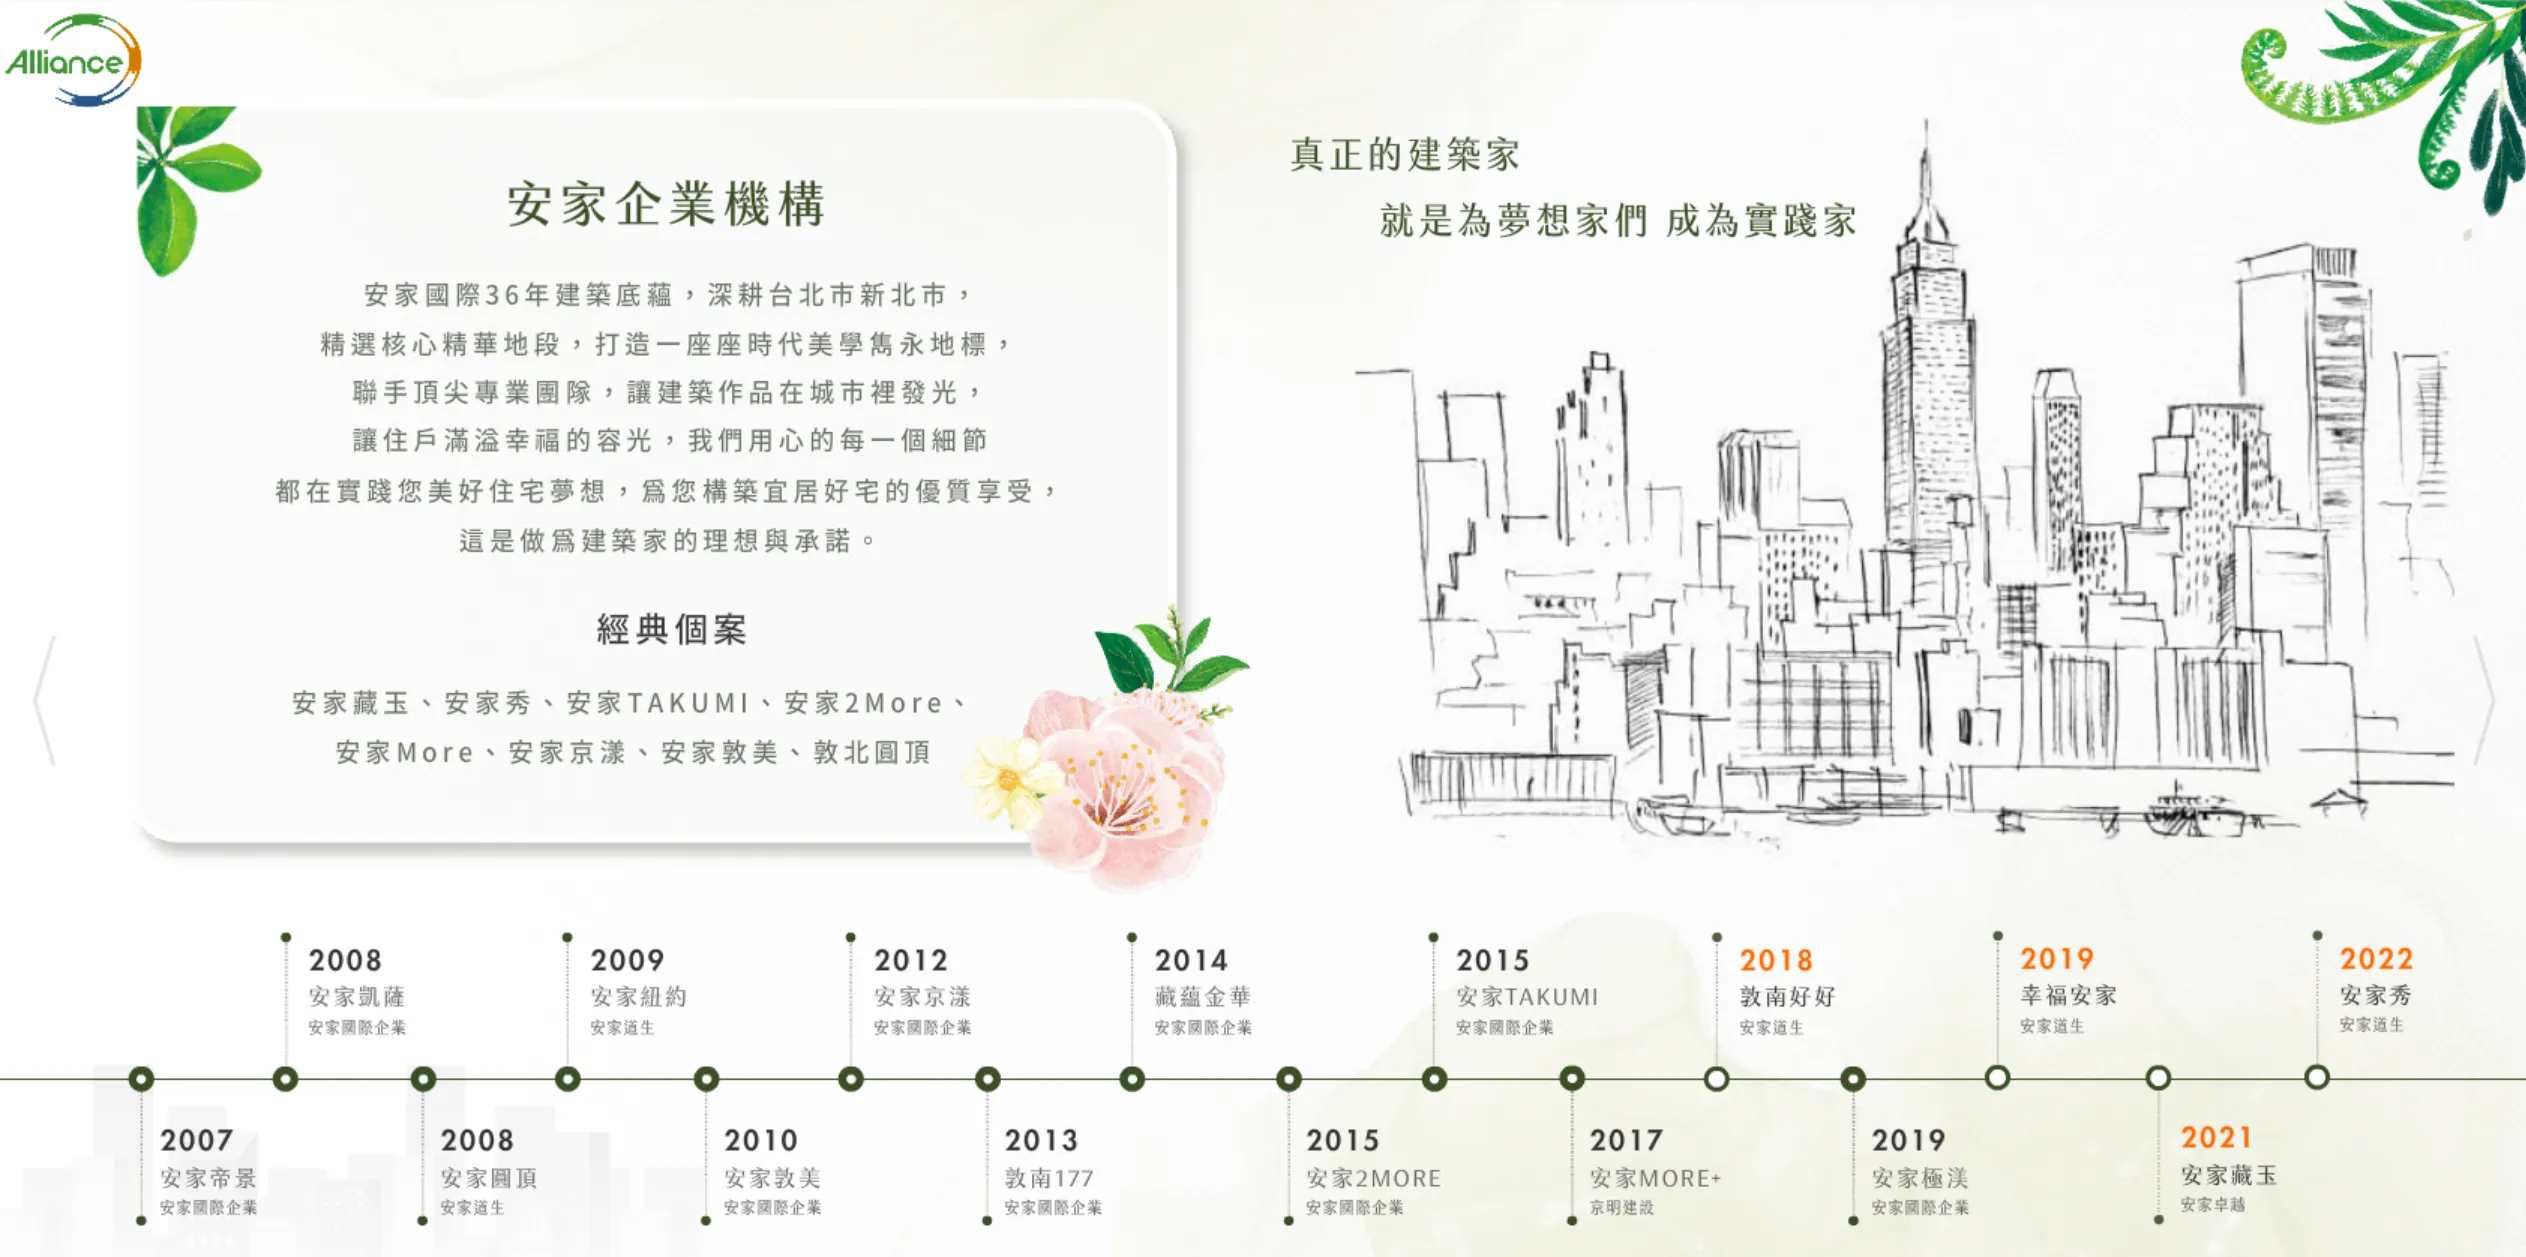 Alliance
安家企業機構
安家國際36年建築底蘊，深耕台北市新北市，
精選核心精華地段，打造一座座時代美學雋永地標，
聯手頂尖專業團隊，讓建築作品在城市裡發光，
讓住戶滿溢幸福的容光，我們用心的每一個細節
都在實踐您美好住宅夢想，爲您構築宜居好宅的優質享受，
這是做爲建築家的理想與承諾。
經典個案
安家藏玉、安家秀、安家TAKUMI、安家2More、
安家More、安家京漾、安家敦美、敦北圓頂
真正的建築家
就是為夢想家們 成為實踐家
2007
安家帝景
安家國際企業
2008
安家凱薩
安家國際企業
2008
安家圓頂
安家道生
2009
安家紐約
安家道生
2010
安家敦美
安家國際企業
2012
安家京漾
安家國際企業
2013
敦南177
安家國際企業
2014
藏蘊金華
安家國際企業
2015
安家2MORE
安家國際企業
2015
安家TAKUMI
安家國際企業
2017
安家MORE+
京明建設
2018
敦南好好
安家道生
2019
安家極渼
安家國際企業
2019
幸福安家
安家道生
2021
安家藏玉
安家卓越
2022
安家秀
安家道生